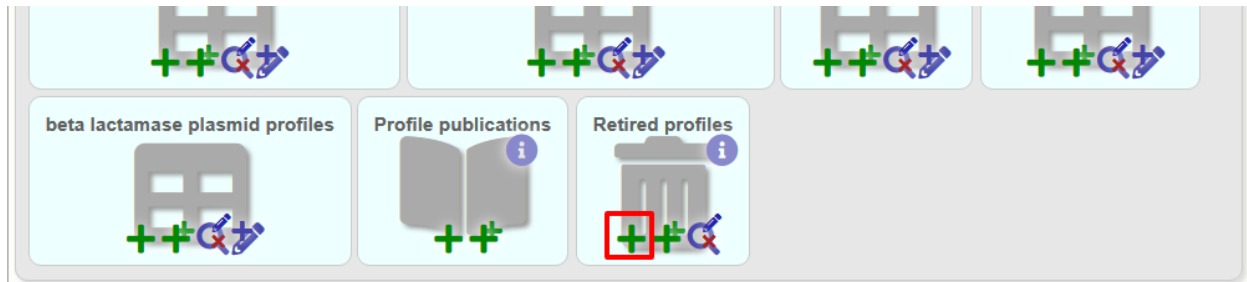 beta lactamase plasmid profiles
Profile publications
Retired profiles
i
i